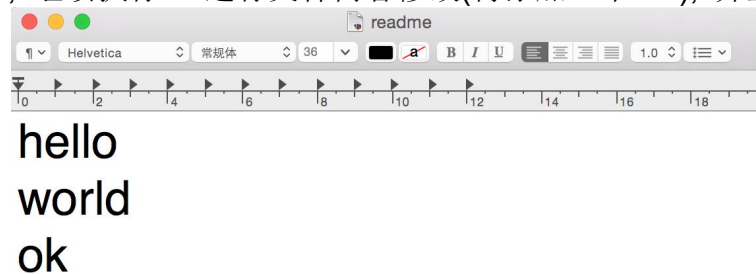 readme
Helvetica 常规体 36 a B I U 1.0
0 2 4 6 8 10 12 14 16 18
hello
world
ok